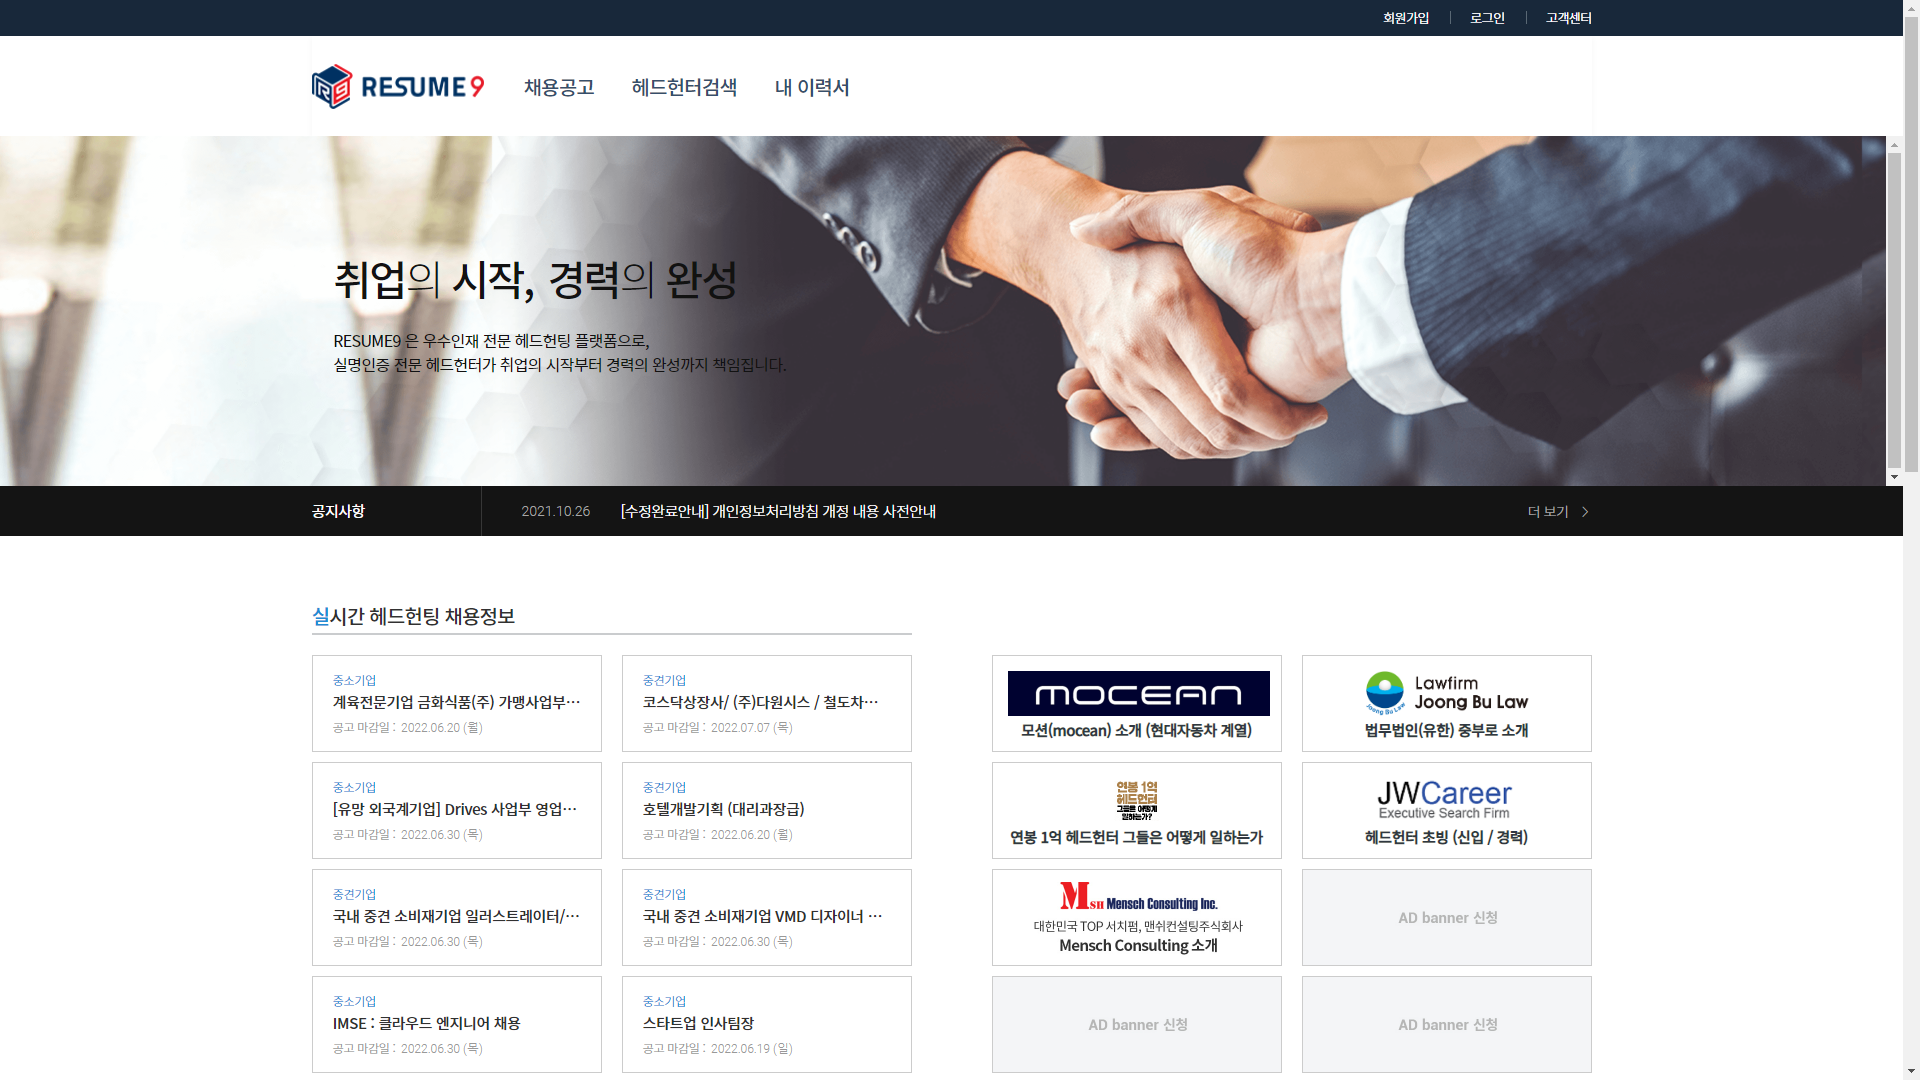 회원가입
로그인
고객센터
RESUME9
채용공고
헤드헌터검색
내 이력서
취업의 시작, 경력의 완성
RESUME9 은 우수인재 전문 헤드헌팅 플랫폼으로,
실명인증 전문 헤드헌터가 취업의 시작부터 경력의 완성까지 책임집니다.
공지사항
2021.10.26
[수정완료안내] 개인정보처리방침 개정 내용 사전안내
더 보기
실시간 헤드헌팅 채용정보
중소기업
계육전문기업 금화식품(주) 가맹사업부…
공고 마감일 : 2022.06.20 (월)
중견기업
코스닥상장사/ (주)다원시스 / 철도차…
공고 마감일 : 2022.07.07 (목)
중소기업
[유망 외국계기업] Drives 사업부 영업…
공고 마감일 : 2022.06.30 (목)
중견기업
호텔개발기획 (대리과장급)
공고 마감일 : 2022.06.20 (월)
중견기업
국내 중견 소비재기업 일러스트레이터/…
공고 마감일 : 2022.06.30 (목)
중견기업
국내 중견 소비재기업 VMD 디자이너 …
공고 마감일 : 2022.06.30 (목)
중소기업
IMSE : 클라우드 엔지니어 채용
공고 마감일 : 2022.06.30 (목)
중소기업
스타트업 인사팀장
공고 마감일 : 2022.06.19 (일)
mocean
모션(mocean) 소개 (현대자동차 계열)
Joong Bu Law
Lawfirm
Joong Bu Law
법무법인(유한) 중부로 소개
연봉 1억
헤드헌터
그들은 어떻게
일하는가?
연봉 1억 헤드헌터 그들은 어떻게 일하는가
JWCareer
Executive Search Firm
헤드헌터 초빙 (신입 / 경력)
MSH Mensch Consulting Inc.
대한민국 TOP 서치펌, 맨쉬컨설팅주식회사
Mensch Consulting 소개
AD banner 신청
AD banner 신청
AD banner 신청